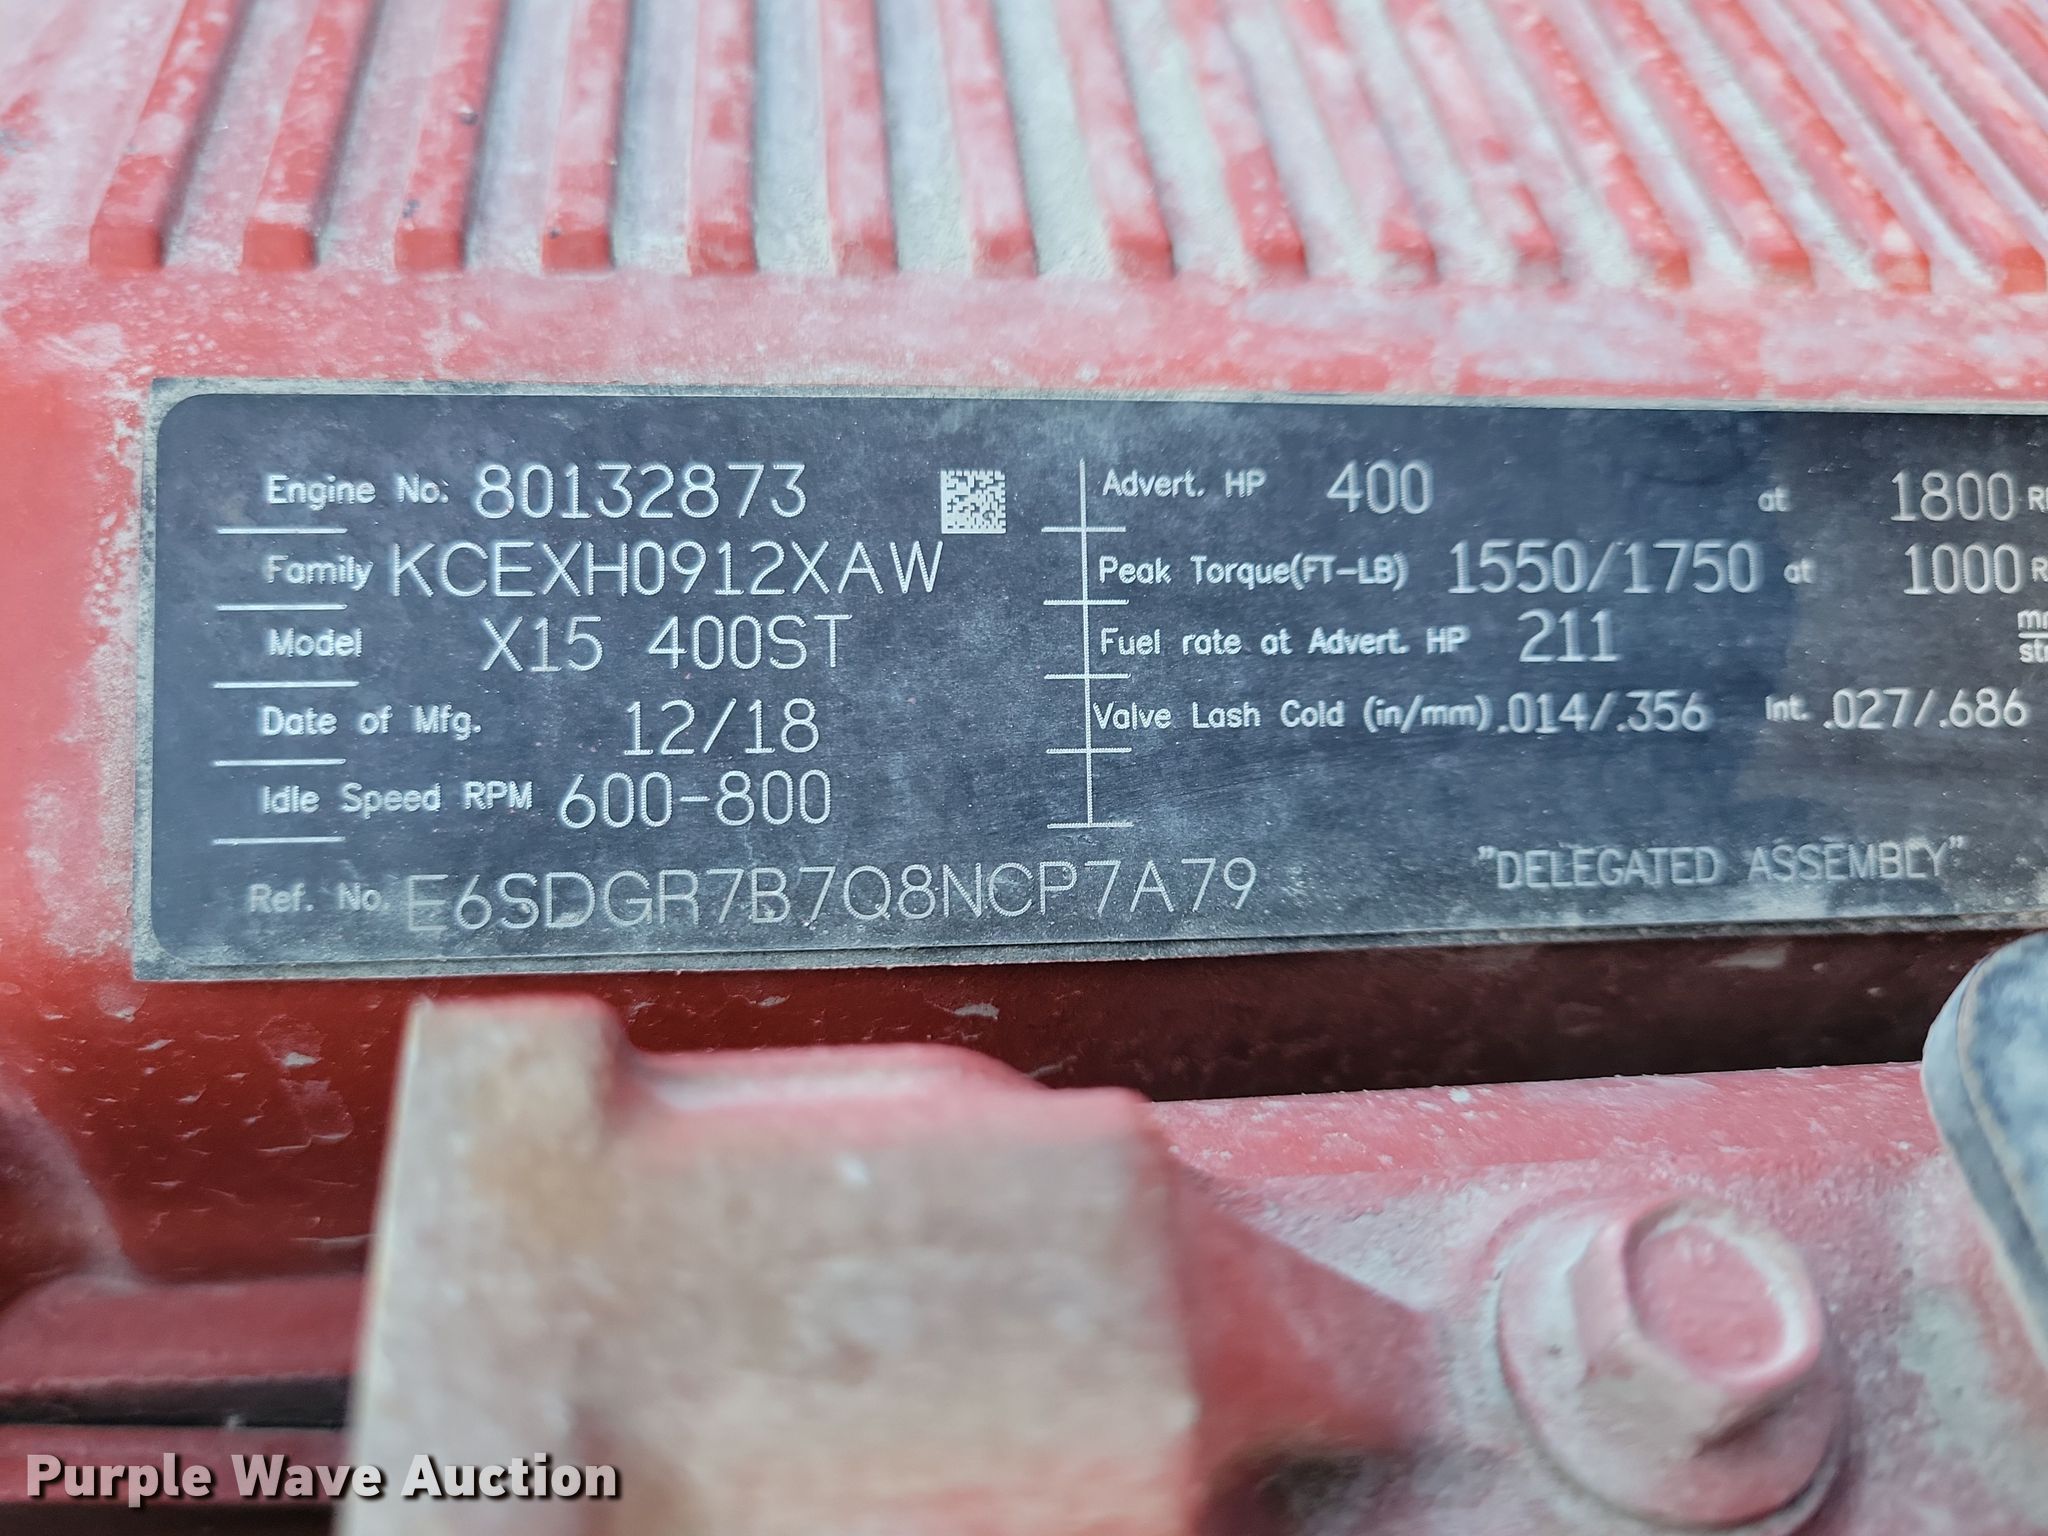 Engine No: 80132873
Family KCEXH0912XAW
Model X15 400ST
Date of Mfg. 12/18
Idle Speed RPM 600-800
Ref. No. E6SDGR7B7Q8NCP7A79
Advert. HP 400 at 1800
Peak Torque(FT-LB) 1550/1750 at 1000
Fuel rate at Advert. HP 211
Valve Lash Cold (in/mm) .014/.356 Int. .027/.686
"DELEGATED ASSEMBLY"
Purple Wave Auction